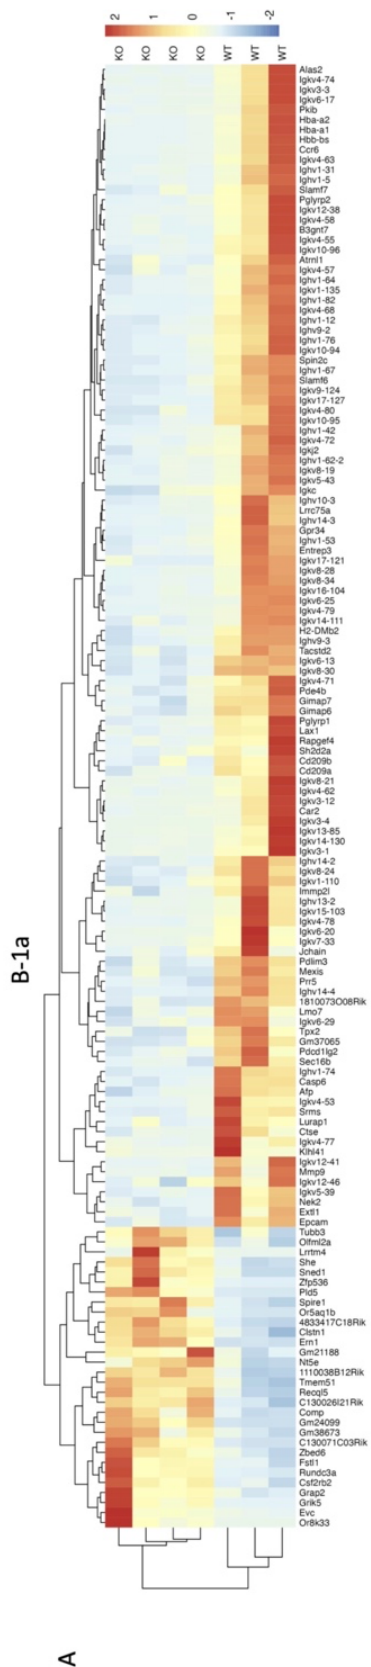 2
1
0
-1
-2
KO
KO
KO
KO
WT
WT
WT
Alas2
Igkv4-74
Igkv3-3
Igkv6-17
Pkib
Hba-a2
Hba-a1
Hbb-bs
Ccr6
Igkv4-63
Ighv1-31
Ighv1-5
Slamf7
Pglyrp2
Igkv12-38
Igkv4-58
B3gnt7
Igkv4-55
Igkv10-96
Atrnl1
Igkv4-57
Ighv1-64
Igkv1-135
Ighv1-82
Igkv4-68
Ighv1-12
Ighv9-2
Ighv1-76
Igkv10-94
Spin2c
Ighv1-67
Slamf6
Igkv9-124
Igkv17-127
Igkv4-80
Igkv10-95
Ighv1-42
Igkv4-72
Igkj2
Ighv1-62-2
Igkv8-19
Igkv5-43
Igkc
Ighv10-3
Lrrc75a
Ighv14-3
Gpr34
Ighv1-53
Entrep3
Igkv17-121
Igkv8-28
Igkv8-34
Igkv16-104
Igkv6-25
Igkv4-79
Igkv14-111
H2-DMb2
Ighv9-3
Tacstd2
Igkv6-13
Igkv8-30
Igkv4-71
Pde4b
Gimap7
Gimap6
Pglyrp1
Lax1
Rapgef4
Sh2d2a
Cd209b
Cd209a
Igkv8-21
Igkv4-62
Igkv3-12
Car2
Igkv3-4
Igkv13-85
Igkv14-130
Igkv3-1
Ighv14-2
Igkv8-24
Igkv1-110
Immp2l
Ighv13-2
Igkv15-103
Igkv4-78
Igkv6-20
Igkv7-33
Jchain
Pdlim3
Mexis
Prr5
Ighv14-4
1810073O08Rik
Lmo7
Igkv6-29
Tpx2
Gm37065
Pdcd1lg2
Sec16b
Ighv1-74
Casp6
Afp
Igkv4-53
Srms
Lurap1
Ctse
Igkv4-77
Klhl41
Igkv12-41
Mmp9
Igkv12-46
Igkv5-39
Nek2
Extl1
Epcam
Tubb3
Olfml2a
Lrrtm4
She
Sned1
Zfp536
Pld5
Spire1
Or5aq1b
4833417C18Rik
Clstn1
Ern1
Gm21188
Nt5e
1110038B12Rik
Tmem51
Recql5
C130026I21Rik
Comp
Gm24099
Gm38673
C130071C03Rik
Zbed6
Fstl1
Rundc3a
Csf2rb2
Grap2
Grik5
Evc
Or8k33
B-1a
A